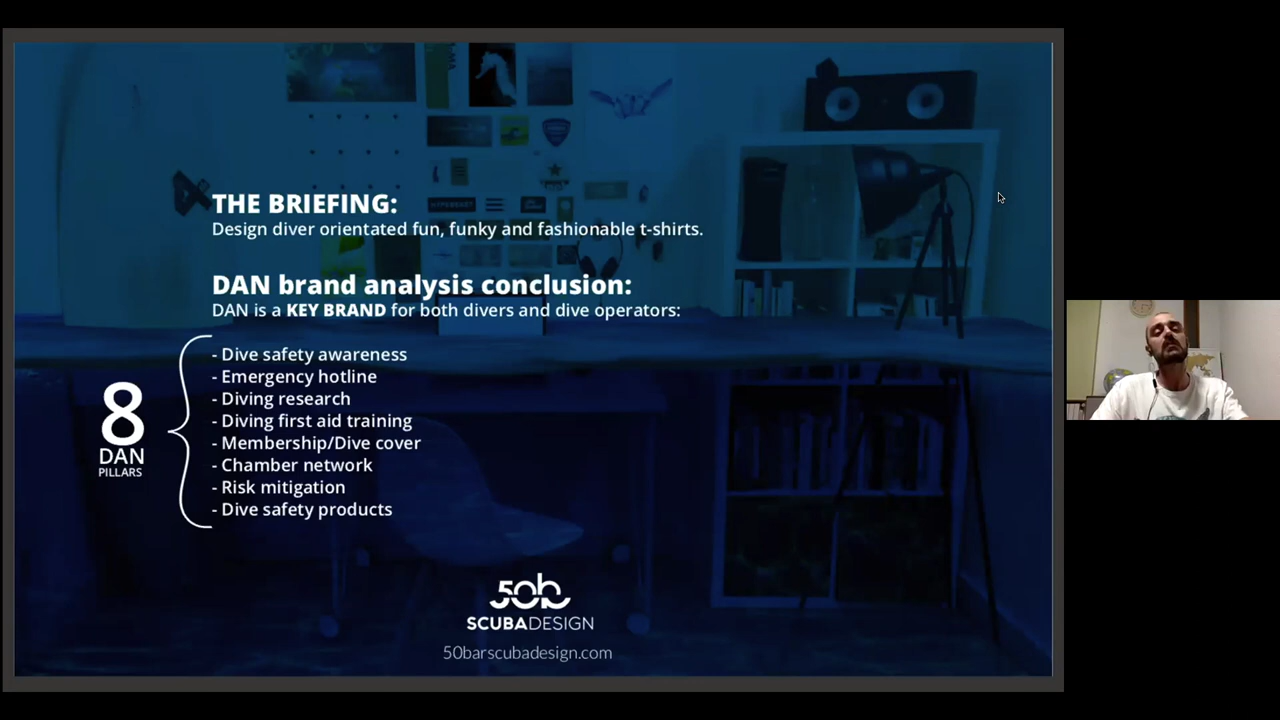 THE BRIEFING:
Design diver orientated fun, funky and fashionable t-shirts.
DAN brand analysis conclusion:
DAN is a KEY BRAND for both divers and dive operators:
8
DAN
PILLARS
- Dive safety awareness
- Emergency hotline
- Diving research
- Diving first aid training
- Membership/Dive cover
- Chamber network
- Risk mitigation
- Dive safety products
50b
SCUBADESIGN
50barscubadesign.com